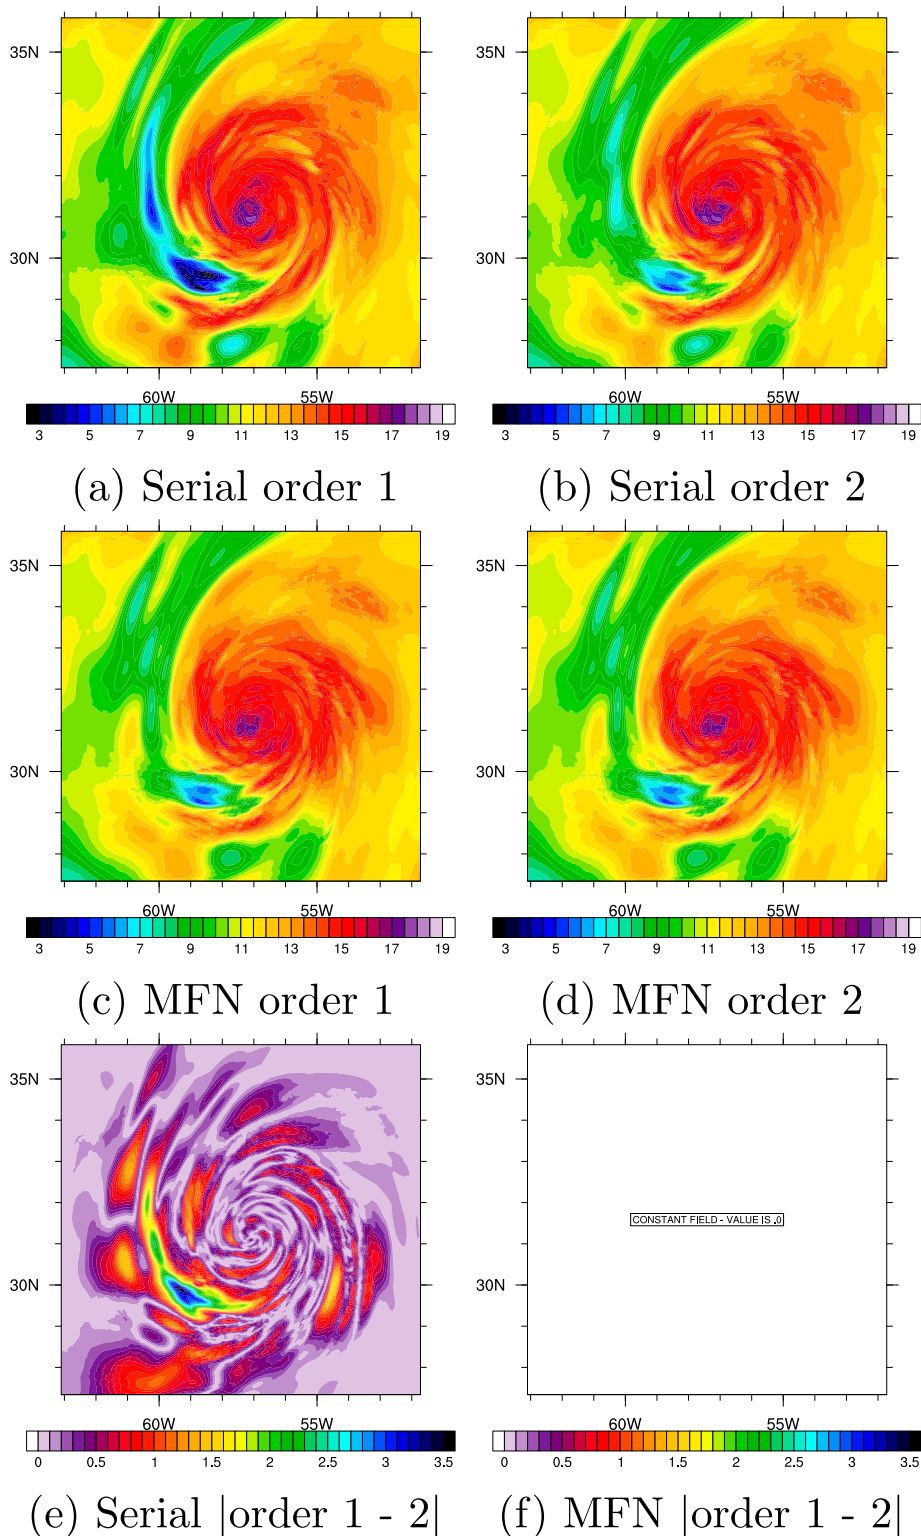 35N 35N
30N 30N
60W 55W 60W 55W
3 5 7 9 11 13 15 17 19 3 5 7 9 11 13 15 17 19
(a) Serial order 1 (b) Serial order 2
35N 35N
30N 30N
60W 55W 60W 55W
3 5 7 9 11 13 15 17 19 3 5 7 9 11 13 15 17 19
(c) MFN order 1 (d) MFN order 2
35N 35N
CONSTANT FIELD - VALUE IS .0
30N 30N
60W 55W 60W 55W
0 0.5 1 1.5 2 2.5 3 3.5 0 0.5 1 1.5 2 2.5 3 3.5
(e) Serial |order 1 - 2| (f) MFN |order 1 - 2|